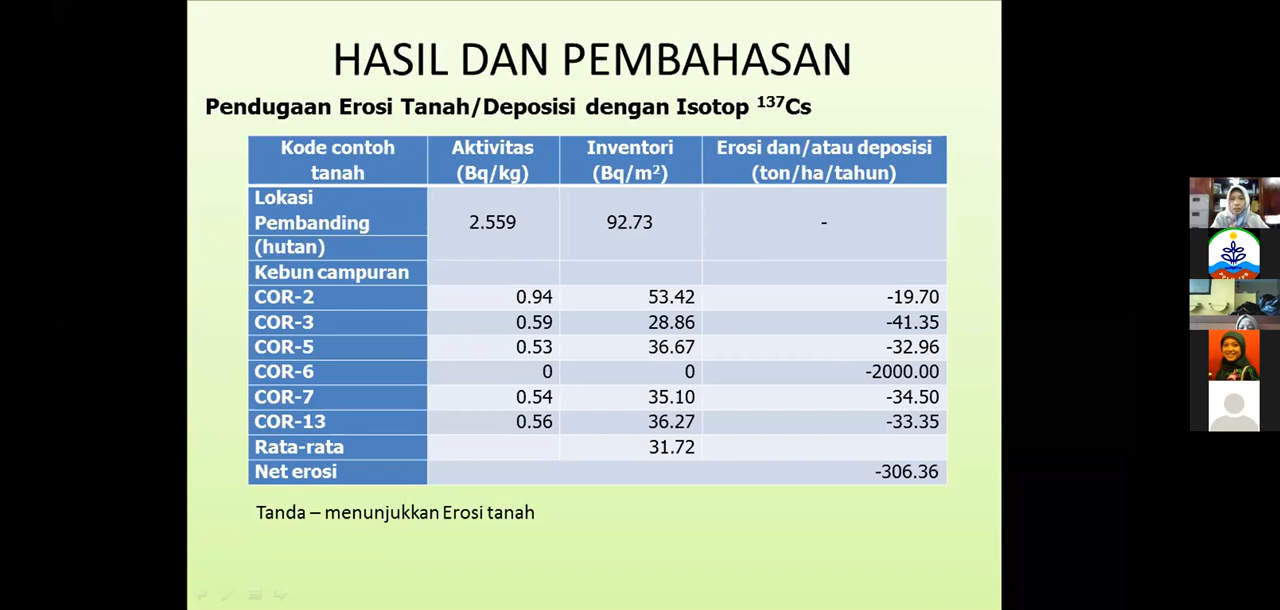 HASIL DAN PEMBAHASAN
Pendugaan Erosi Tanah/Deposisi dengan Isotop ¹³⁷Cs
Kode contoh tanah Aktivitas (Bq/kg) Inventori (Bq/m²) Erosi dan/atau deposisi (ton/ha/tahun)
Lokasi Pembanding (hutan) 2.559 92.73 -
Kebun campuran
COR-2 0.94 53.42 -19.70
COR-3 0.59 28.86 -41.35
COR-5 0.53 36.67 -32.96
COR-6 0 0 -2000.00
COR-7 0.54 35.10 -34.50
COR-13 0.56 36.27 -33.35
Rata-rata 31.72
Net erosi -306.36
Tanda – menunjukkan Erosi tanah